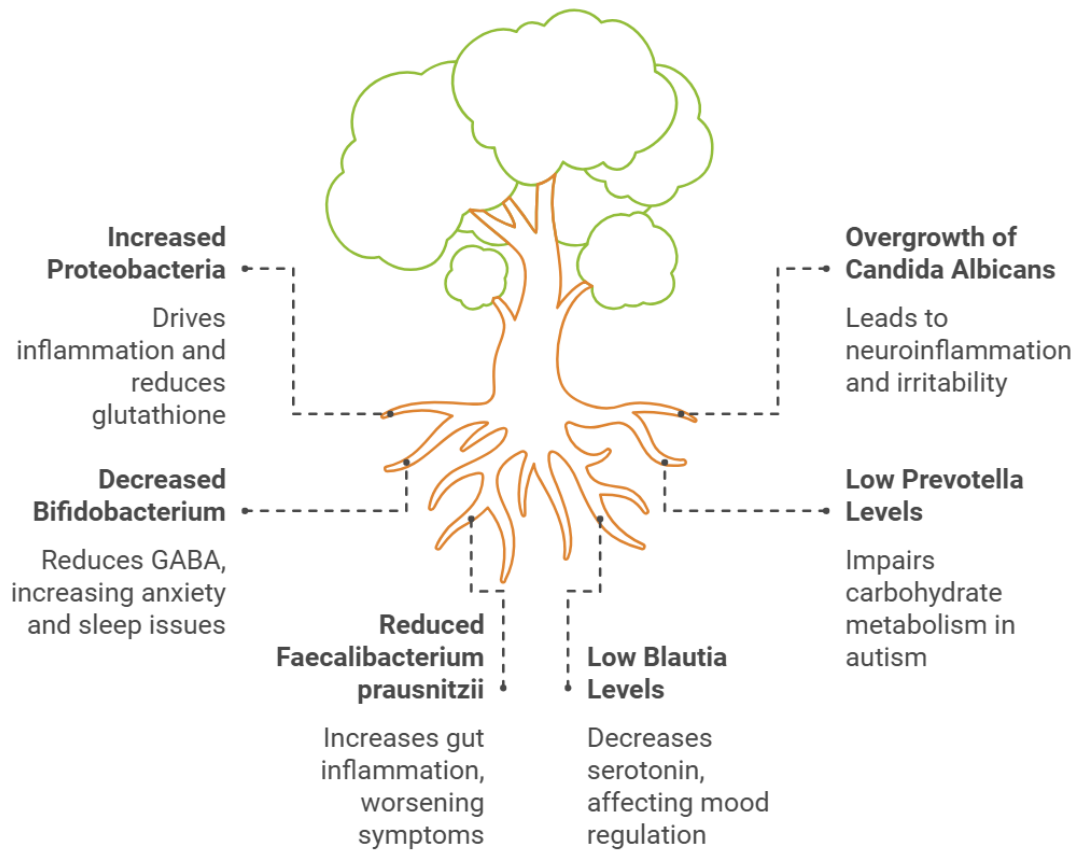 Increased
Proteobacteria
Drives
inflammation and
reduces
glutathione
Decreased
Bifidobacterium
Reduces GABA,
increasing anxiety
and sleep issues
Reduced
Faecalibacterium
prausnitzii
Increases gut
inflammation,
worsening
symptoms
Low Blautia
Levels
Decreases
serotonin,
affecting mood
regulation
Overgrowth of
Candida Albicans
Leads to
neuroinflammation
and irritability
Low Prevotella
Levels
Impairs
carbohydrate
metabolism in
autism